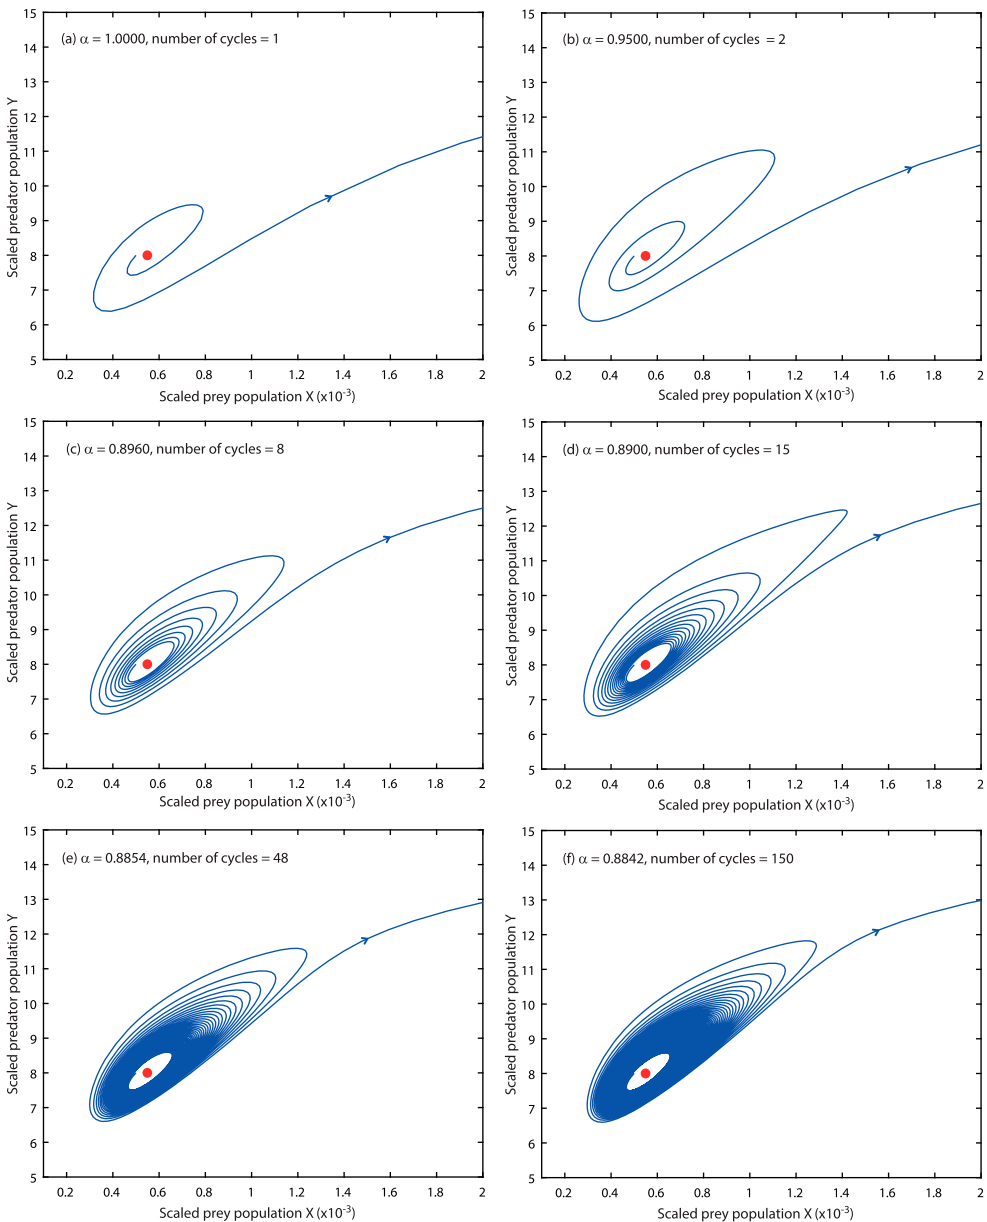 (a) α = 1.0000, number of cycles = 1
Scaled predator population Y
15
14
13
12
11
10
9
8
7
6
5
0.2 0.4 0.6 0.8 1 1.2 1.4 1.6 1.8 2
Scaled prey population X (x10⁻³)
(b) α = 0.9500, number of cycles = 2
Scaled predator population Y
15
14
13
12
11
10
9
8
7
6
5
0.2 0.4 0.6 0.8 1 1.2 1.4 1.6 1.8 2
Scaled prey population X (x10⁻³)
(c) α = 0.8960, number of cycles = 8
Scaled predator population Y
15
14
13
12
11
10
9
8
7
6
5
0.2 0.4 0.6 0.8 1 1.2 1.4 1.6 1.8 2
Scaled prey population X (x10⁻³)
(d) α = 0.8900, number of cycles = 15
Scaled predator population Y
15
14
13
12
11
10
9
8
7
6
5
0.2 0.4 0.6 0.8 1 1.2 1.4 1.6 1.8 2
Scaled prey population X (x10⁻³)
(e) α = 0.8854, number of cycles = 48
Scaled predator population Y
15
14
13
12
11
10
9
8
7
6
5
0.2 0.4 0.6 0.8 1 1.2 1.4 1.6 1.8 2
Scaled prey population X (x10⁻³)
(f) α = 0.8842, number of cycles = 150
Scaled predator population Y
15
14
13
12
11
10
9
8
7
6
5
0.2 0.4 0.6 0.8 1 1.2 1.4 1.6 1.8 2
Scaled prey population X (x10⁻³)